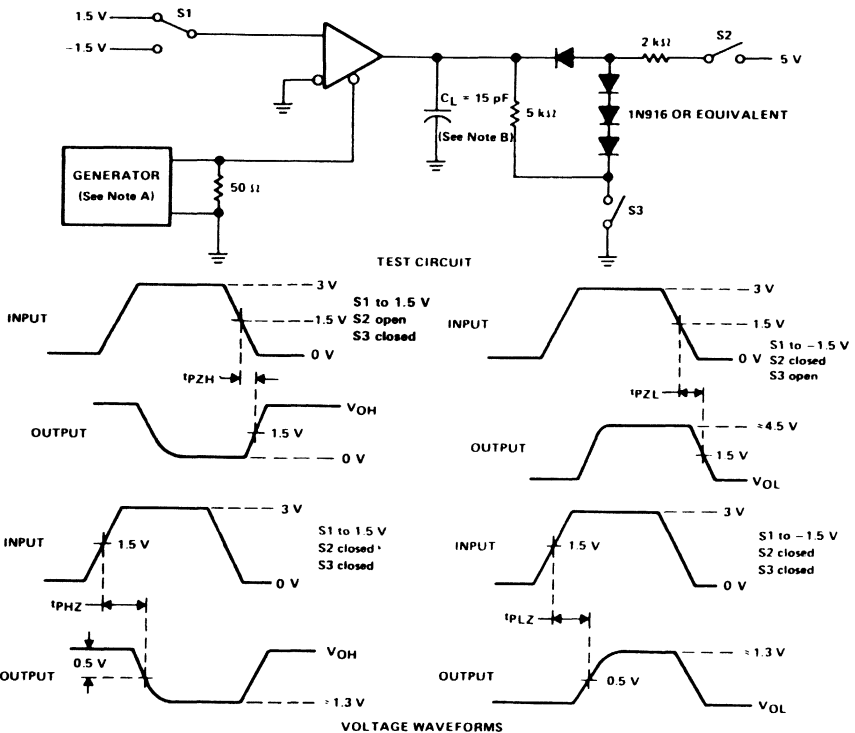 1.5 V
S1
−1.5 V
2 kΩ
S2
5 V
CL = 15 pF
(See Note B)
5 kΩ
1N916 OR EQUIVALENT
GENERATOR
(See Note A)
50 Ω
S3
TEST CIRCUIT
INPUT
3 V
1.5 V
0 V
S1 to 1.5 V
S2 open
S3 closed
tPZH
OUTPUT
VOH
1.5 V
0 V
INPUT
3 V
1.5 V
0 V
S1 to −1.5 V
S2 closed
S3 open
tPZL
OUTPUT
≈4.5 V
1.5 V
VOL
INPUT
3 V
1.5 V
0 V
S1 to 1.5 V
S2 closed
S3 closed
tPHZ
OUTPUT
0.5 V
VOH
≈1.3 V
INPUT
3 V
1.5 V
0 V
S1 to −1.5 V
S2 closed
S3 closed
tPLZ
OUTPUT
≈1.3 V
0.5 V
VOL
VOLTAGE WAVEFORMS